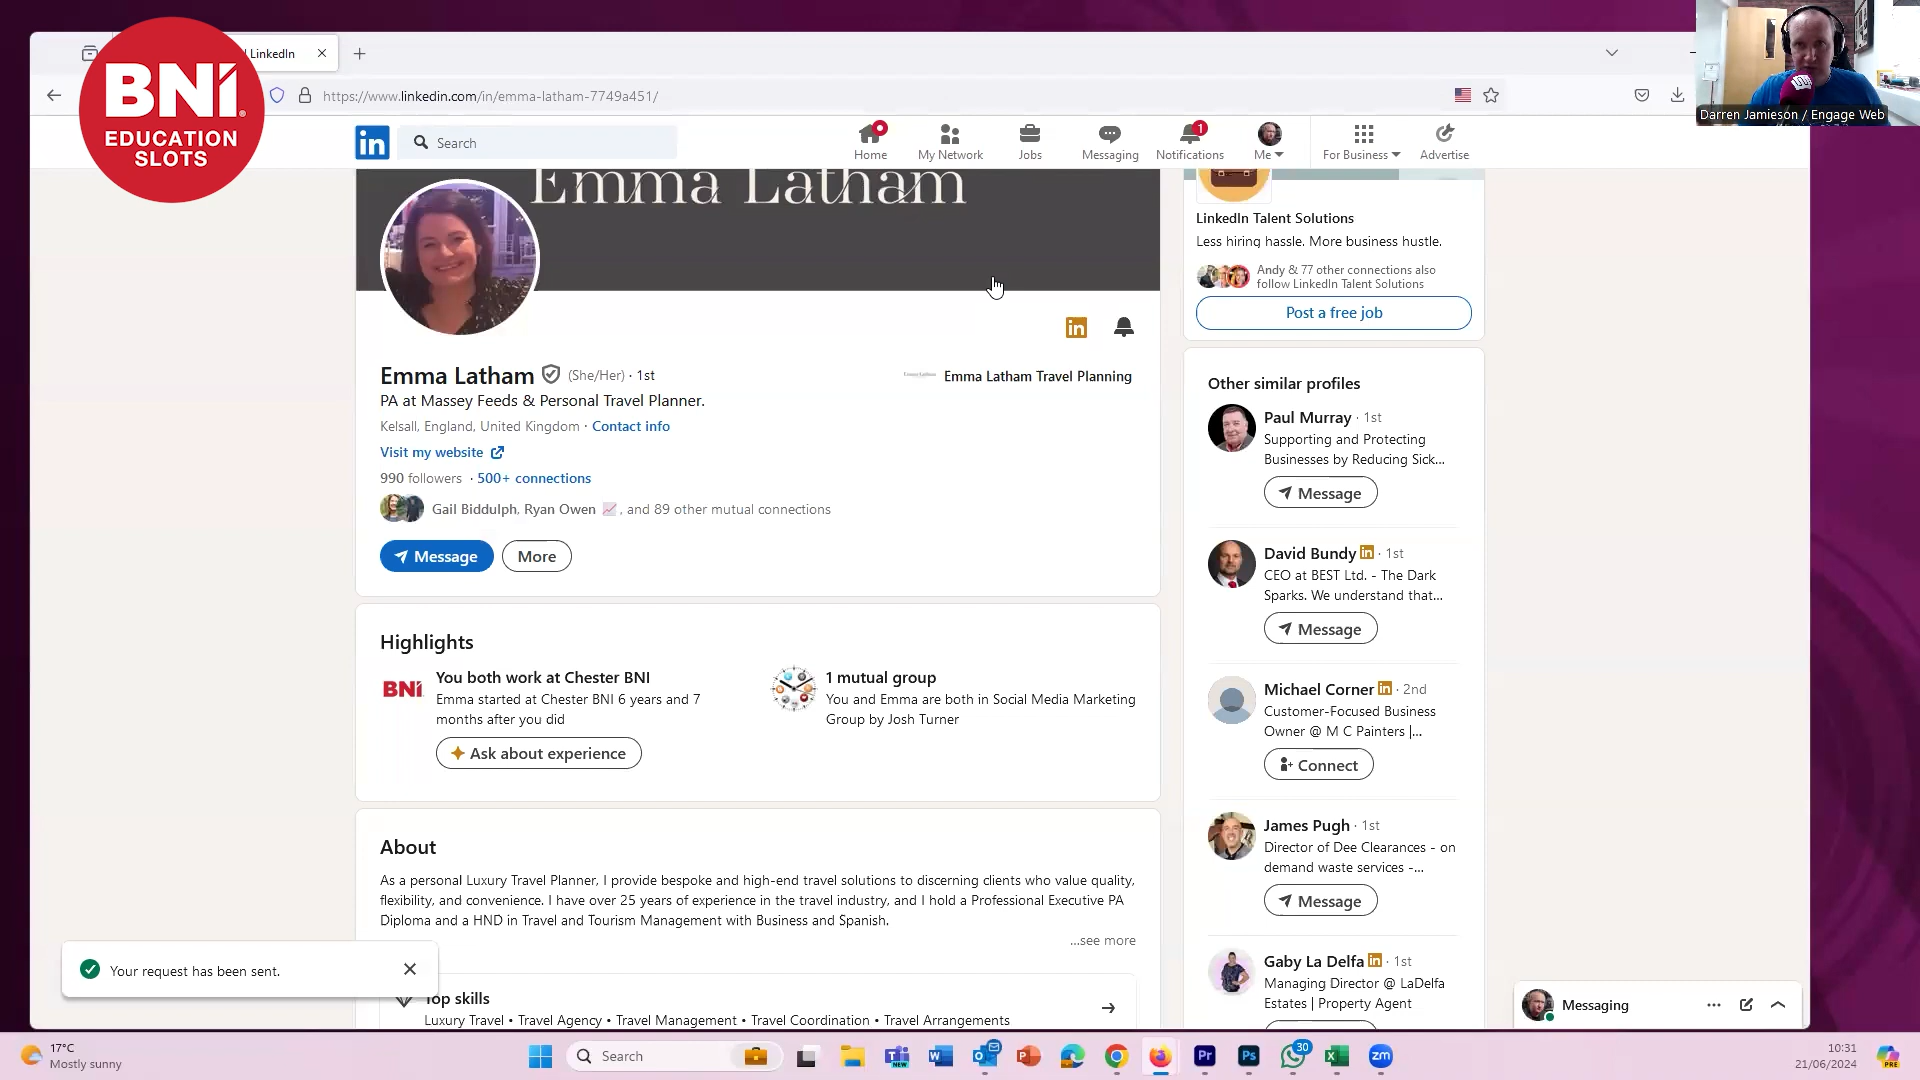 BNI
EDUCATION
SLOTS
LinkedIn
https://www.linkedin.com/in/emma-latham-7749a451/
Darren Jamieson / Engage Web
in
Search
Home
My Network
Jobs
Messaging
1
Notifications
Me
For Business
Advertise
Emma Latham
in
Emma Latham (She/Her) · 1st
Emma Latham Travel Planning
PA at Massey Feeds & Personal Travel Planner.
Kelsall, England, United Kingdom · Contact info
Visit my website
990 followers · 500+ connections
Gail Biddulph, Ryan Owen , and 89 other mutual connections
Message
More
Highlights
BNI
You both work at Chester BNI
Emma started at Chester BNI 6 years and 7
months after you did
Ask about experience
1 mutual group
You and Emma are both in Social Media Marketing
Group by Josh Turner
About
As a personal Luxury Travel Planner, I provide bespoke and high-end travel solutions to discerning clients who value quality,
flexibility, and convenience. I have over 25 years of experience in the travel industry, and I hold a Professional Executive PA
Diploma and a HND in Travel and Tourism Management with Business and Spanish.
...see more
Top skills
Luxury Travel • Travel Agency • Travel Management • Travel Coordination • Travel Arrangements
Your request has been sent.
LinkedIn Talent Solutions
Less hiring hassle. More business hustle.
Andy & 77 other connections also
follow LinkedIn Talent Solutions
Post a free job
Other similar profiles
Paul Murray · 1st
Supporting and Protecting
Businesses by Reducing Sick...
Message
David Bundy in · 1st
CEO at BEST Ltd. - The Dark
Sparks. We understand that...
Message
Michael Corner in · 2nd
Customer-Focused Business
Owner @ M C Painters |...
Connect
James Pugh · 1st
Director of Dee Clearances - on
demand waste services -...
Message
Gaby La Delfa in · 1st
Managing Director @ LaDelfa
Estates | Property Agent
Messaging
17°C
Mostly sunny
Search
NEW
30
Pr
Ps
zm
10:31
21/06/2024
PRE